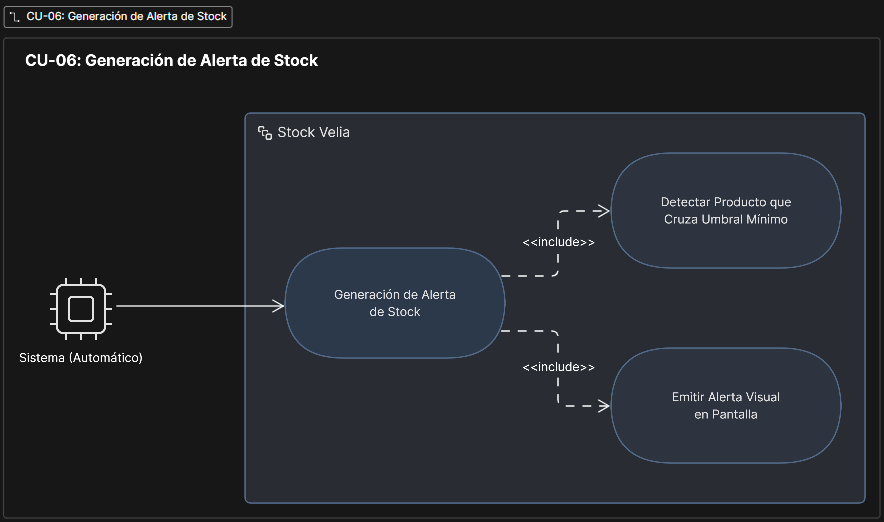 CU-06: Generación de Alerta de Stock
CU-06: Generación de Alerta de Stock
Stock Velia
Detectar Producto que
Cruza Umbral Mínimo
<<include>>
Generación de Alerta
de Stock
Sistema (Automático)
<<include>>
Emitir Alerta Visual
en Pantalla